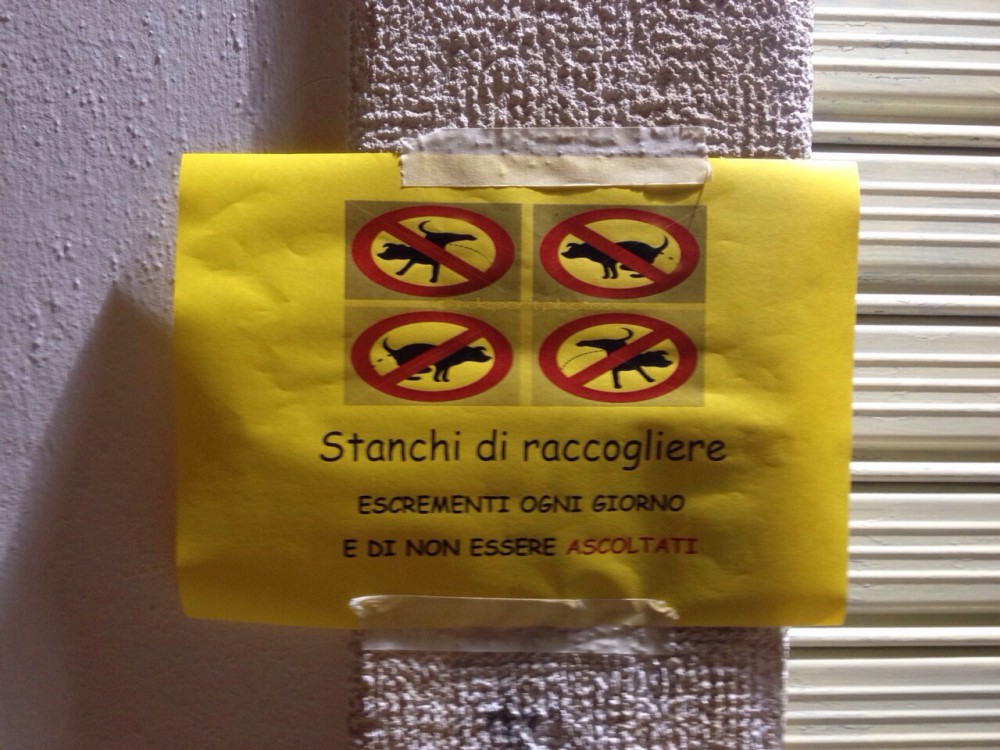 Stanchi di raccogliere
ESCREMENTI OGNI GIORNO
E DI NON ESSERE ASCOLTATI